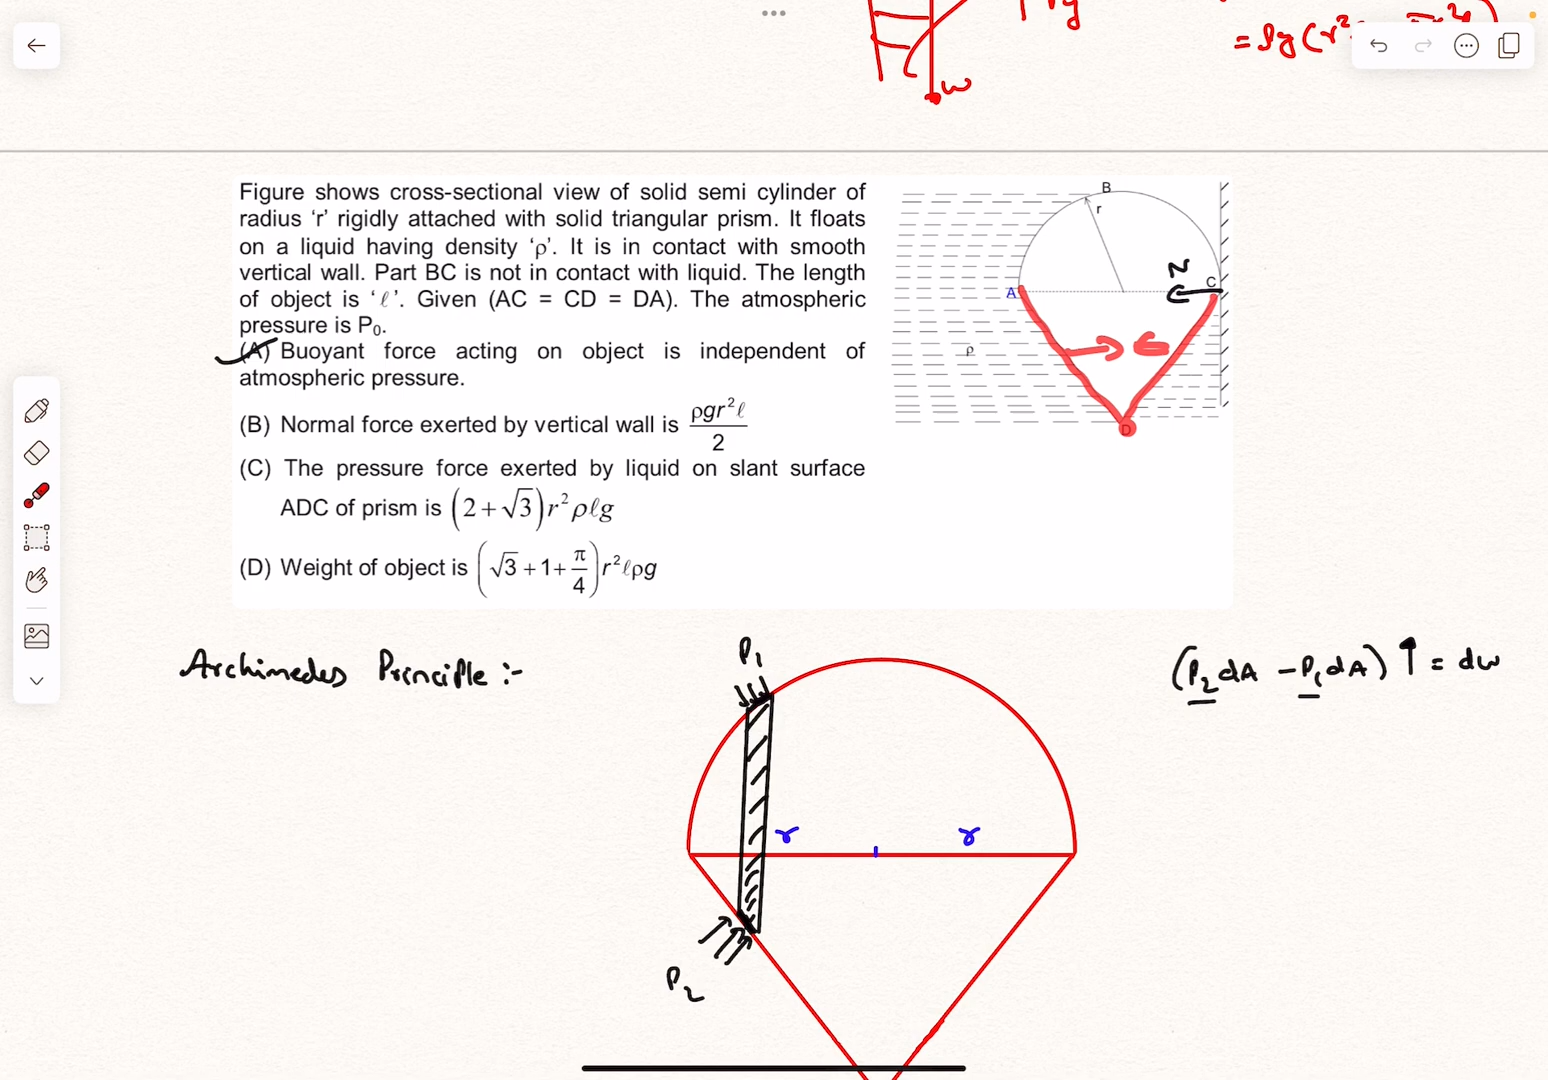 w
= ρg(r²
Figure shows cross-sectional view of solid semi cylinder of
radius ‘r’ rigidly attached with solid triangular prism. It floats
on a liquid having density ‘ρ’. It is in contact with smooth
vertical wall. Part BC is not in contact with liquid. The length
of object is ‘ℓ’. Given (AC = CD = DA). The atmospheric
pressure is P₀.
(A) Buoyant force acting on object is independent of
atmospheric pressure.
(B) Normal force exerted by vertical wall is ρgr²ℓ/2
(C) The pressure force exerted by liquid on slant surface
ADC of prism is (2+√3)r²ρℓg
(D) Weight of object is (√3+1+π/4)r²ℓρg
B
r
N
A
C
ρ
D
Archimedes Principle :-
P₁
(P₂dA - P₁dA) ↑ = dw
r r
P₂